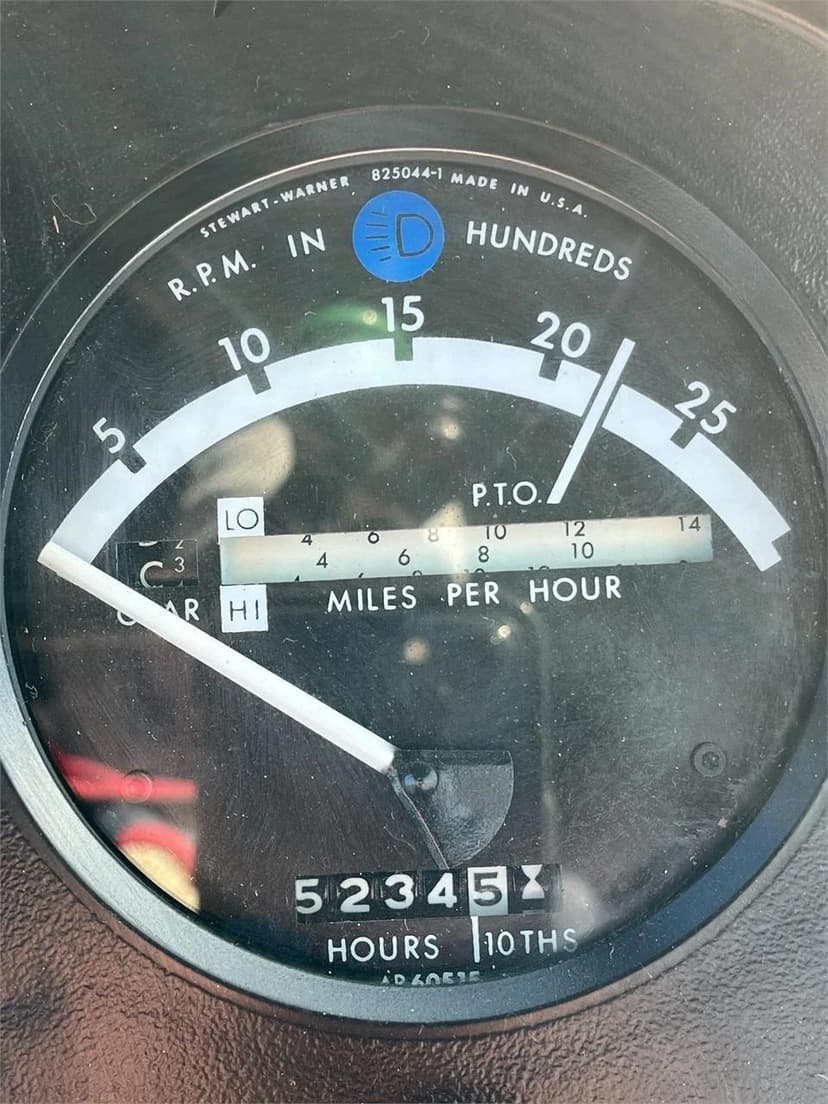 STEWART-WARNER 825044-1 MADE IN U.S.A.
R.P.M. IN HUNDREDS
5 10 15 20 25
P.T.O.
LO
4 6 8 10 12 14
2
C 3
4 6 8 10
HI
MILES PER HOUR
52345
HOURS 10THS